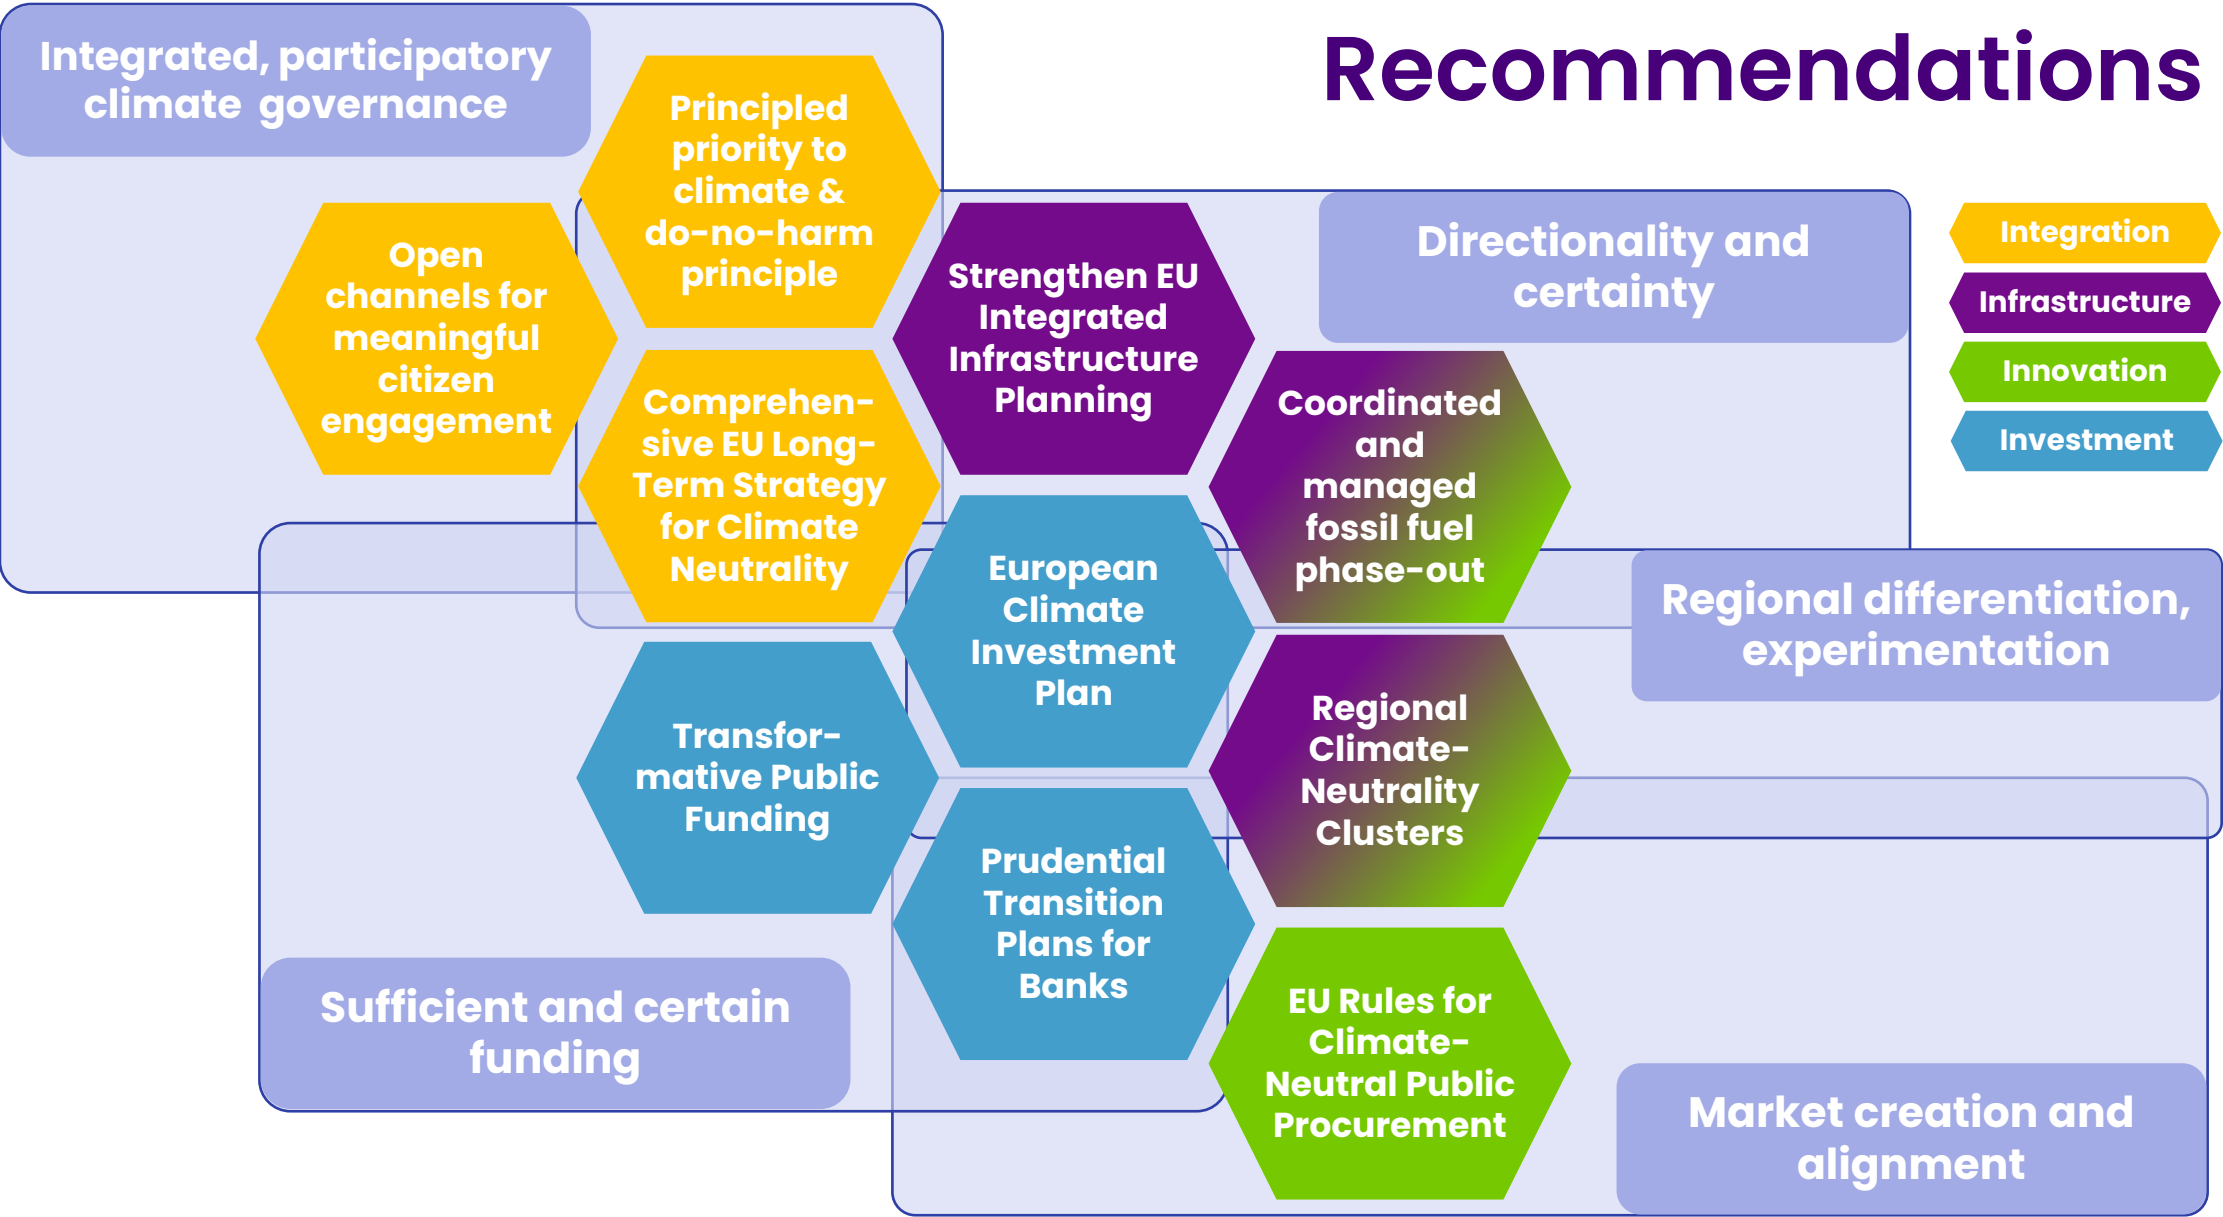 Recommendations
Integrated, participatory
climate governance
Principled
priority to
climate &
do-no-harm
principle
Open
channels for
meaningful
citizen
engagement
Comprehen-
sive EU Long-
Term Strategy
for Climate
Neutrality
Strengthen EU
Integrated
Infrastructure
Planning
Directionality and
certainty
Coordinated
and
managed
fossil fuel
phase-out
Integration
Infrastructure
Innovation
Investment
European
Climate
Investment
Plan
Regional differentiation,
experimentation
Transfor-
mative Public
Funding
Regional
Climate-
Neutrality
Clusters
Prudential
Transition
Plans for
Banks
Sufficient and certain
funding
EU Rules for
Climate-
Neutral Public
Procurement
Market creation and
alignment